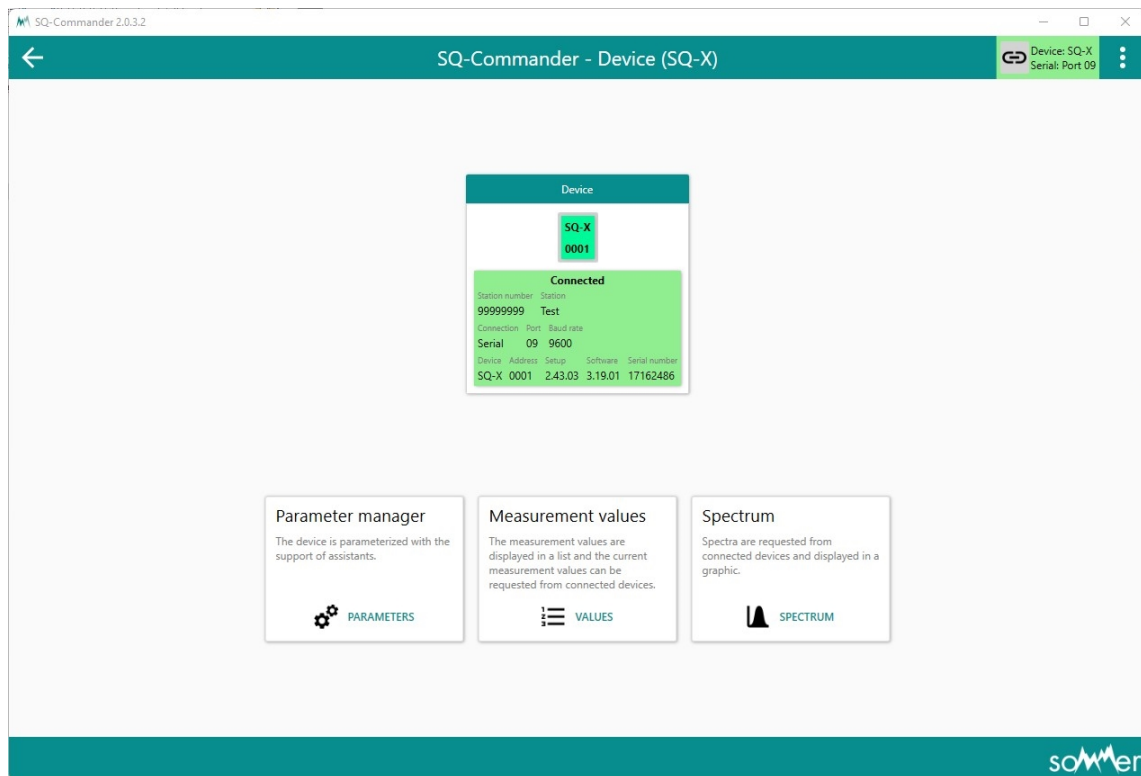 SQ-Commander 2.0.3.2
SQ-Commander - Device (SQ-X)
Device: SQ-X
Serial: Port 09
Device
SQ-X
0001
Connected
Station number Station
99999999 Test
Connection Port Baud rate
Serial 09 9600
Device Address Setup Software Serial number
SQ-X 0001 2.43.03 3.19.01 17162486
Parameter manager
The device is parameterized with the
support of assistants.
PARAMETERS
Measurement values
The measurement values are
displayed in a list and the current
measurement values can be
requested from connected devices.
1
2
3
VALUES
Spectrum
Spectra are requested from
connected devices and displayed in a
graphic.
SPECTRUM
sommer